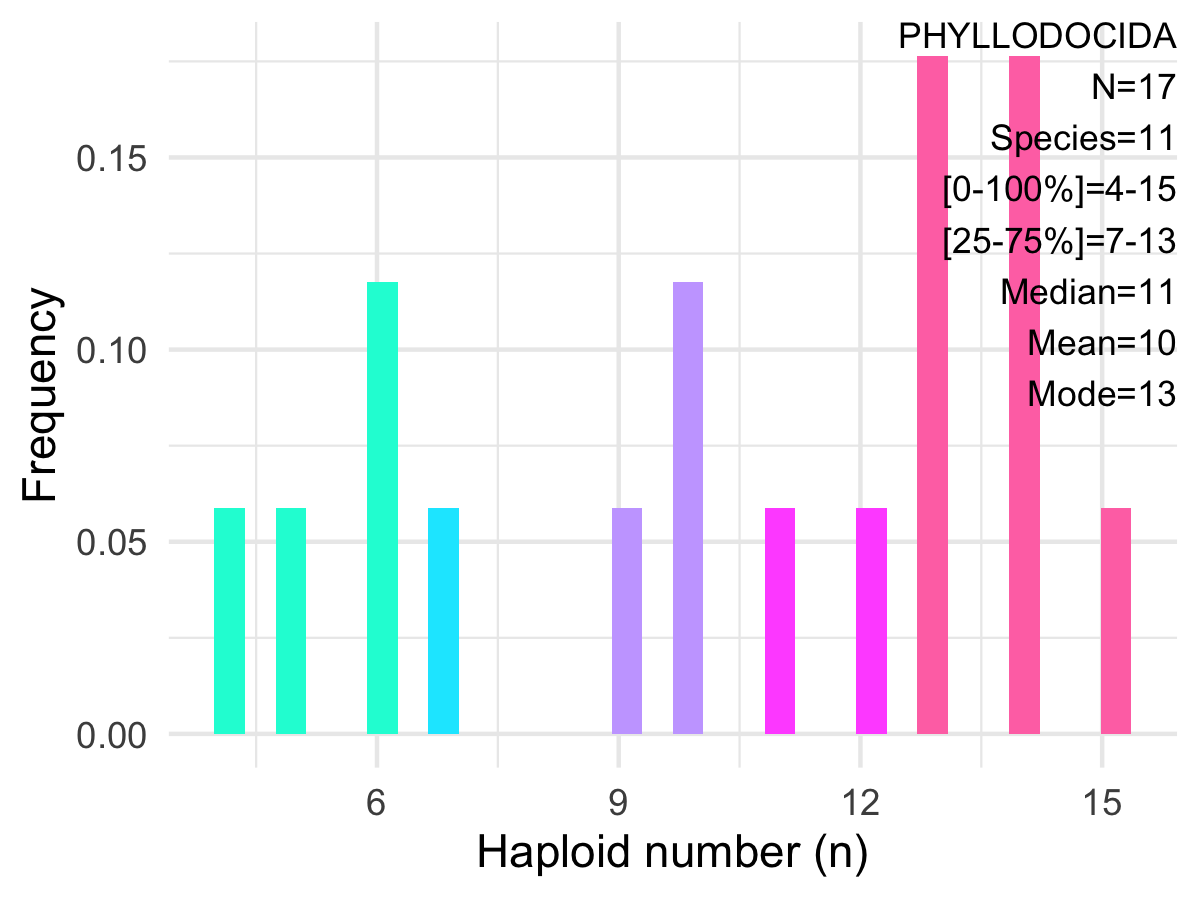 PHYLLODOCIDA
N=17
Species=11
[0-100%]=4-15
[25-75%]=7-13
Median=11
Mean=10
Mode=13
Frequency
0.15
0.10
0.05
0.00
6 9 12 15
Haploid number (n)